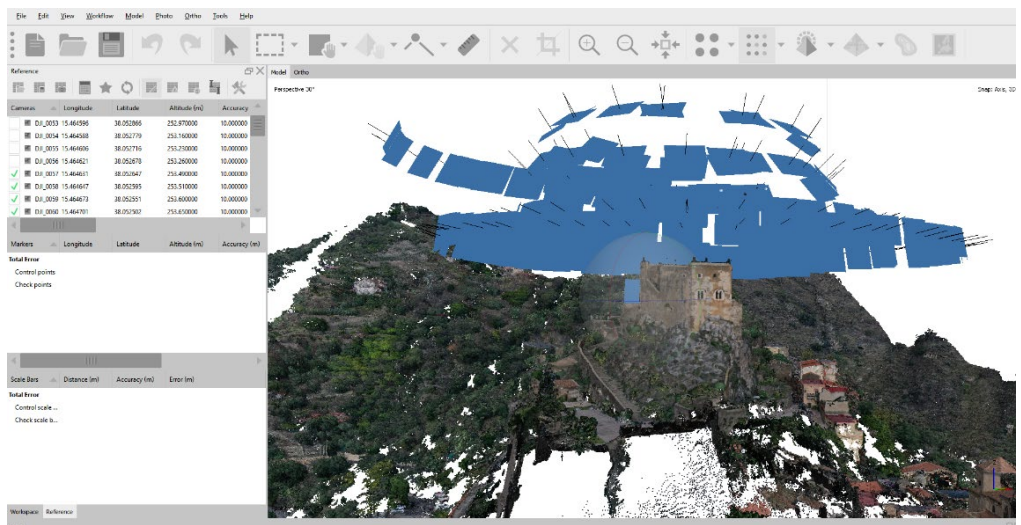 File Edit View Workflow Model Photo Ortho Tools Help
Reference
Model Ortho
Perspective 30°
Snap: Axis, 3D
Cameras Longitude Latitude Altitude (m) Accuracy
DJI_0053 15.464596 38.052866 252.970000 10.000000
DJI_0054 15.464588 38.052779 253.160000 10.000000
DJI_0055 15.464606 38.052716 253.230000 10.000000
DJI_0056 15.464621 38.052678 253.260000 10.000000
DJI_0057 15.464631 38.052647 253.490000 10.000000
DJI_0058 15.464647 38.052595 253.510000 10.000000
DJI_0059 15.464673 38.052551 253.600000 10.000000
DJI_0060 15.464701 38.052502 253.650000 10.000000
Markers Longitude Latitude Altitude (m) Accuracy (m)
Total Error
Control points
Check points
Scale Bars Distance (m) Accuracy (m) Error (m)
Total Error
Control scale ...
Check scale b...
Workspace Reference